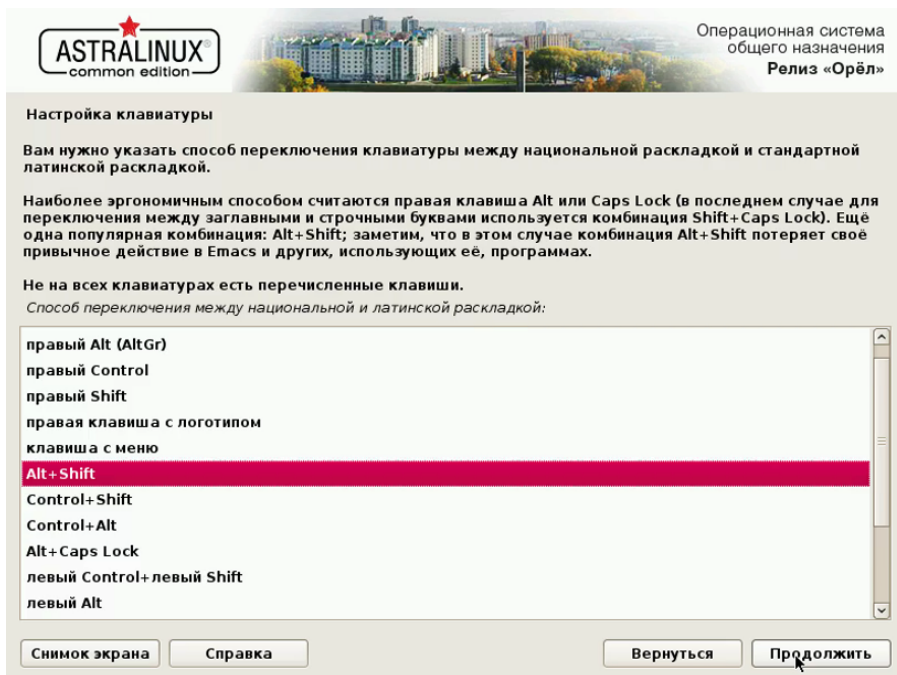 ASTRALINUX®
common edition
Операционная система
общего назначения
Релиз «Орёл»
Настройка клавиатуры
Вам нужно указать способ переключения клавиатуры между национальной раскладкой и стандартной
латинской раскладкой.
Наиболее эргономичным способом считаются правая клавиша Alt или Caps Lock (в последнем случае для
переключения между заглавными и строчными буквами используется комбинация Shift+Caps Lock). Ещё
одна популярная комбинация: Alt+Shift; заметим, что в этом случае комбинация Alt+Shift потеряет своё
привычное действие в Emacs и других, использующих её, программах.
Не на всех клавиатурах есть перечисленные клавиши.
Способ переключения между национальной и латинской раскладкой:
правый Alt (AltGr)
правый Control
правый Shift
правая клавиша с логотипом
клавиша с меню
Alt+Shift
Control+Shift
Control+Alt
Alt+Caps Lock
левый Control+левый Shift
левый Alt
Снимок экрана
Справка
Вернуться
Продолжить